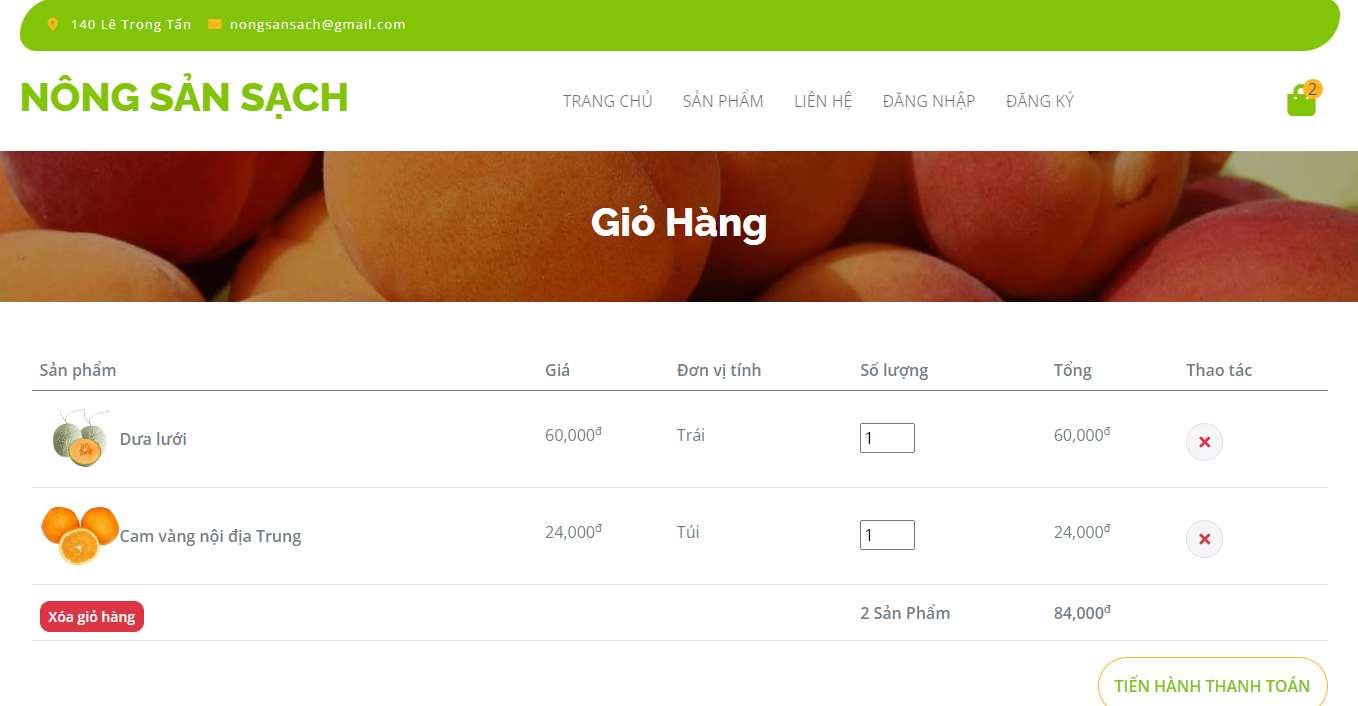 140 Lê Trọng Tấn nongsansach@gmail.com
NÔNG SẢN SẠCH TRANG CHỦ SẢN PHẨM LIÊN HỆ ĐĂNG NHẬP ĐĂNG KÝ 2
Giỏ Hàng
Sản phẩm Giá Đơn vị tính Số lượng Tổng Thao tác
Dưa lưới 60,000đ Trái 1 60,000đ
Cam vàng nội địa Trung 24,000đ Túi 1 24,000đ
Xóa giỏ hàng 2 Sản Phẩm 84,000đ
TIẾN HÀNH THANH TOÁN